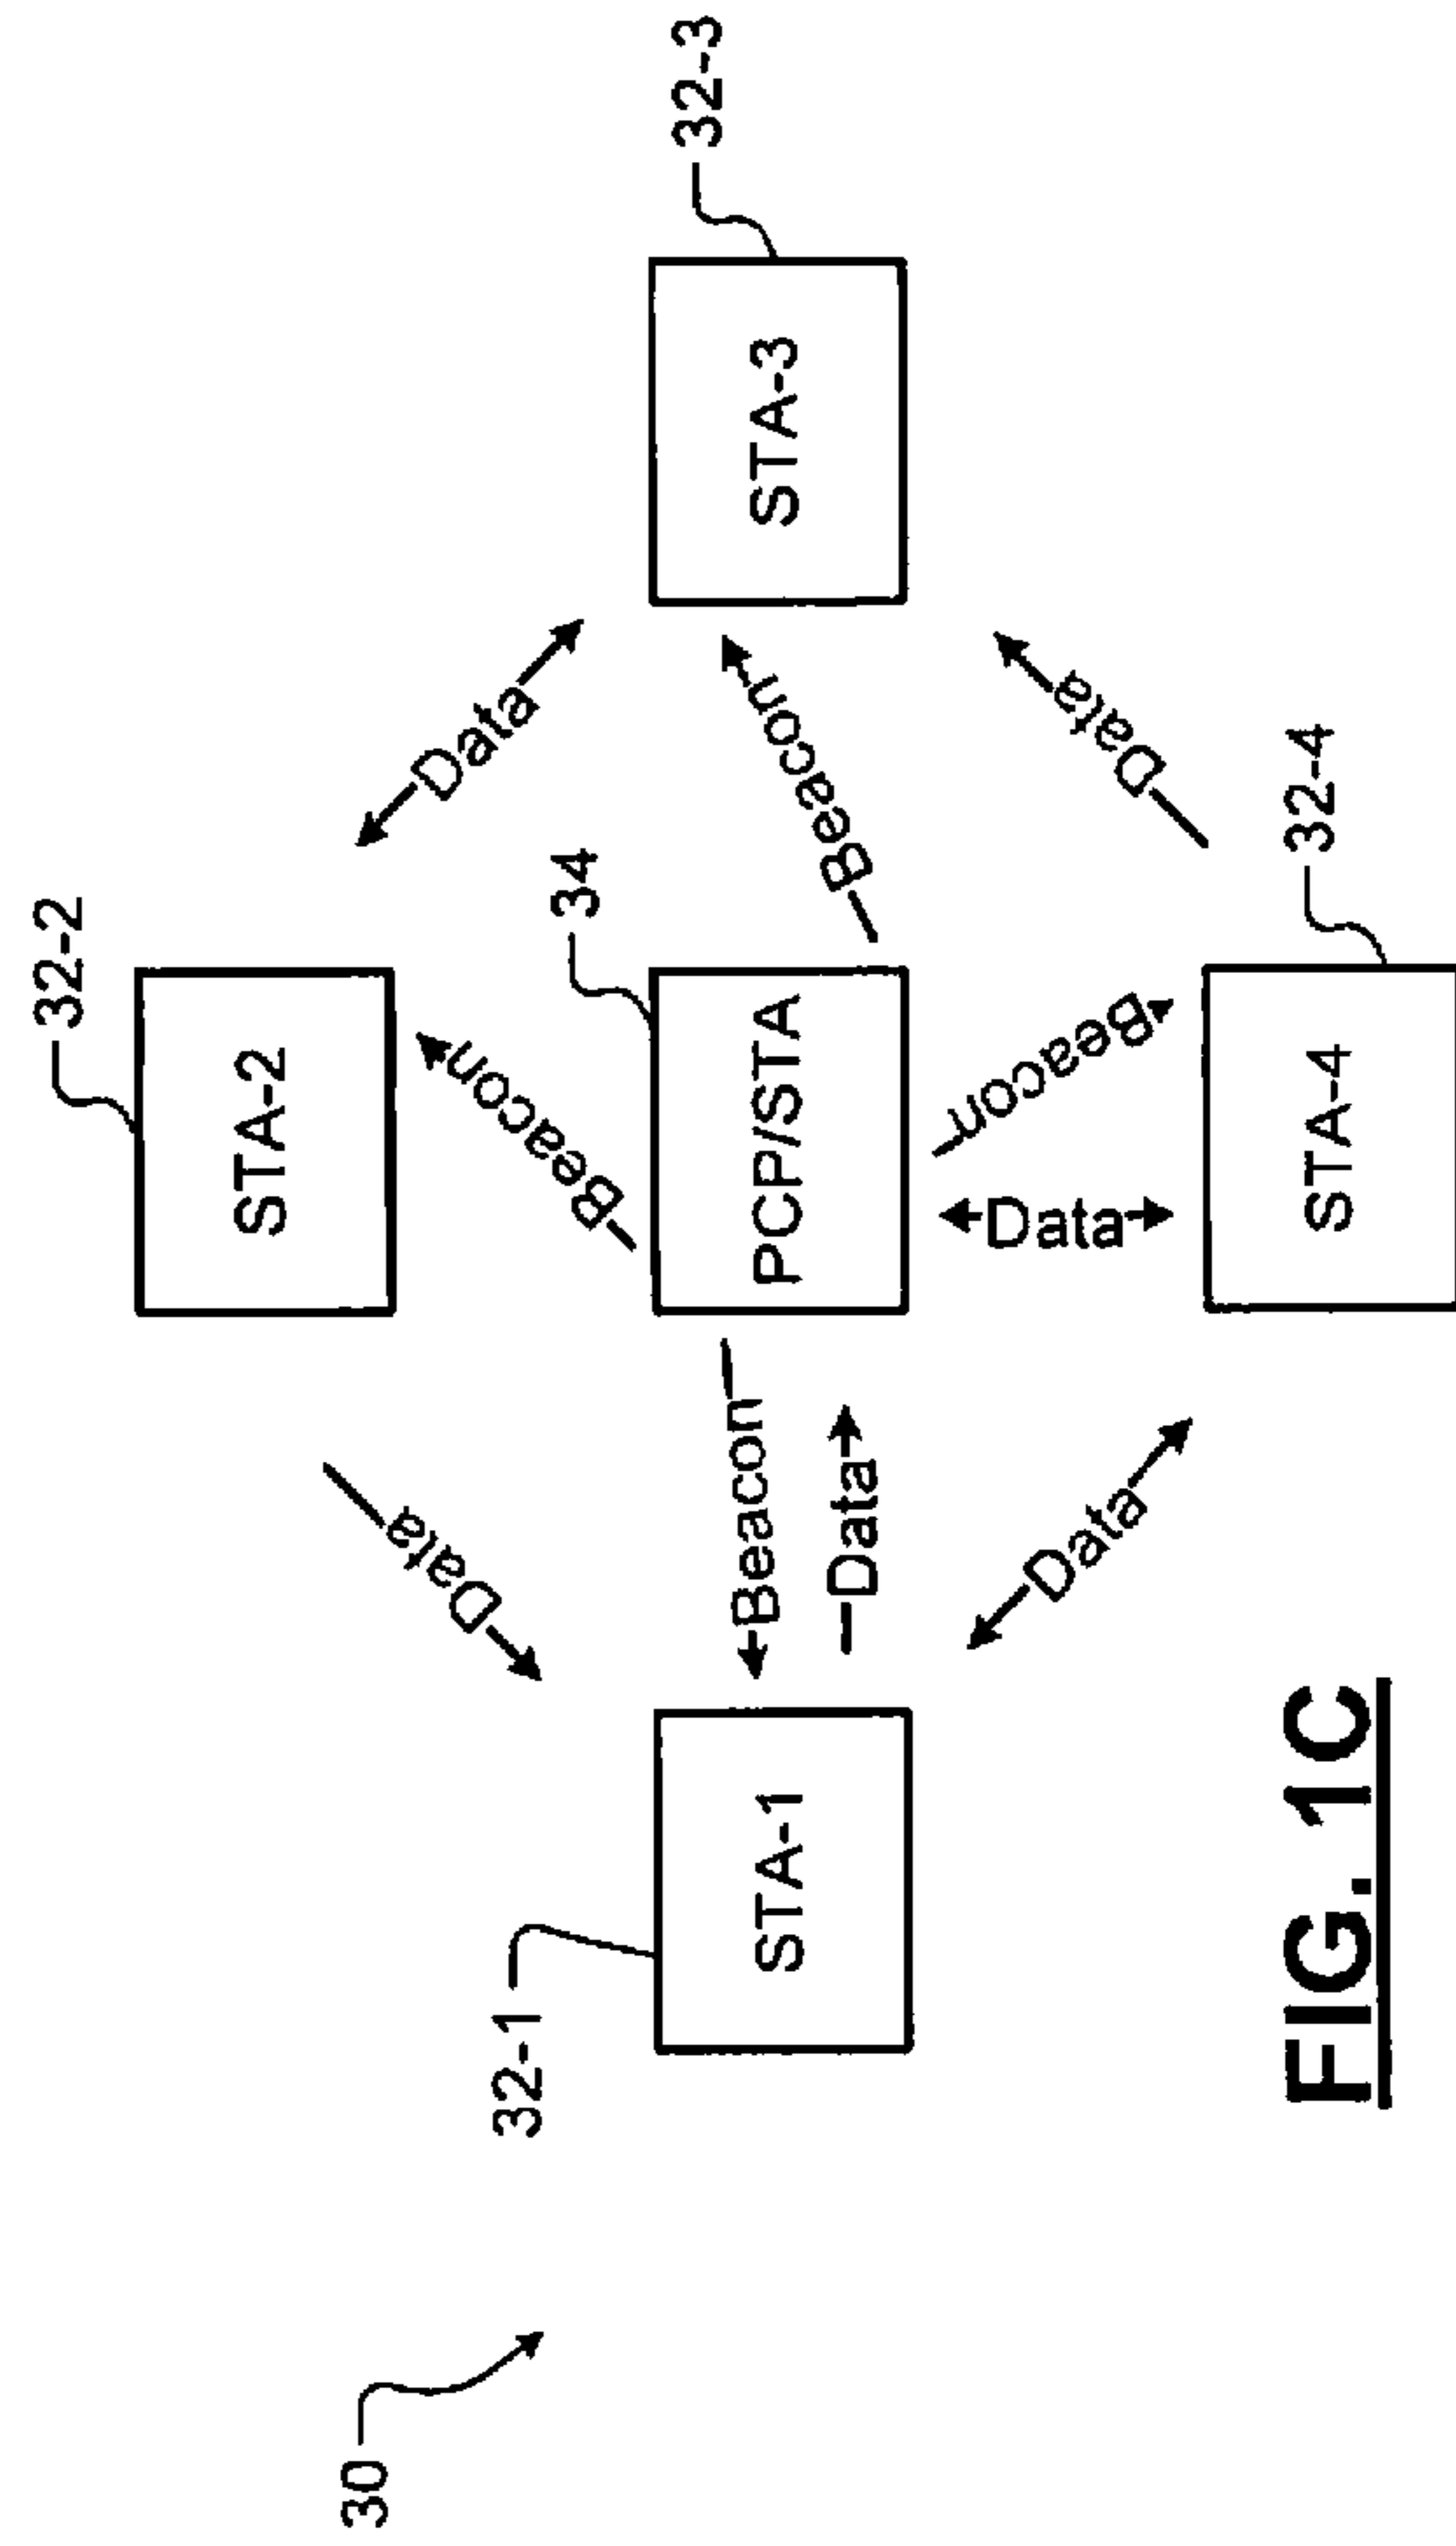 32-2
STA-2
30
Data
Data
32-1
Beacon
34
32-3
STA-1
Beacon
PCP/STA
Beacon
STA-3
Data
Data
Beacon
Data
Data
32-4
STA-4
FIG. 1C